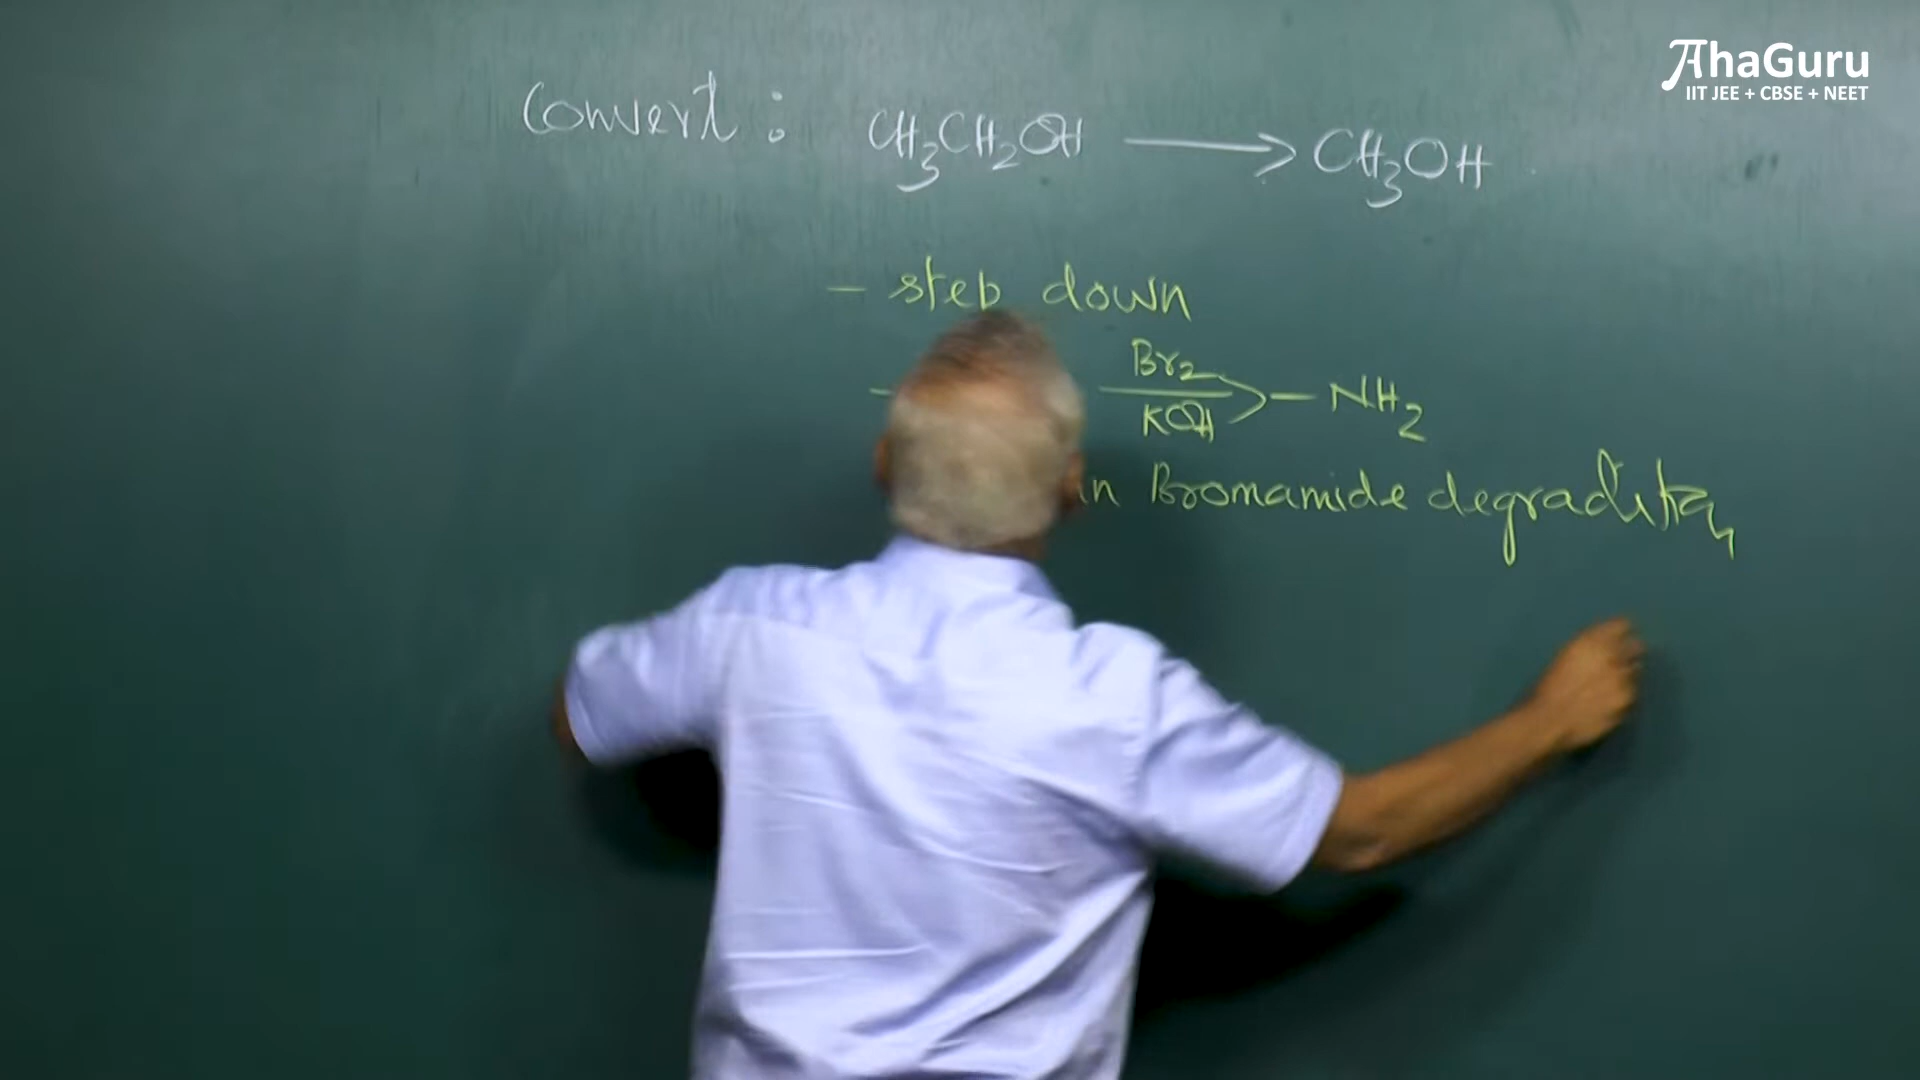 AhaGuru
IIT JEE + CBSE + NEET
Convert : CH₃CH₂OH ⟶ CH₃OH
- step down
- Br₂ / KOH ⟶ - NH₂
Bromamide degradation